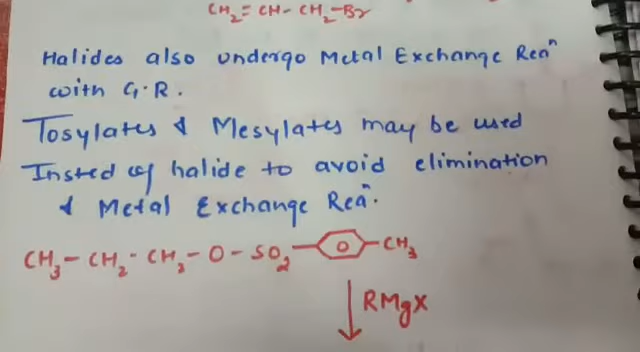 CH₂=CH-CH₂-Br
Halides also undergo Metal Exchange Reaⁿ
with G.R.
Tosylates & Mesylates may be used
Insted of halide to avoid elimination
& Metal Exchange Reaⁿ.
CH₃-CH₂-CH₂-O-SO₂-⌬-CH₃
↓ RMgX